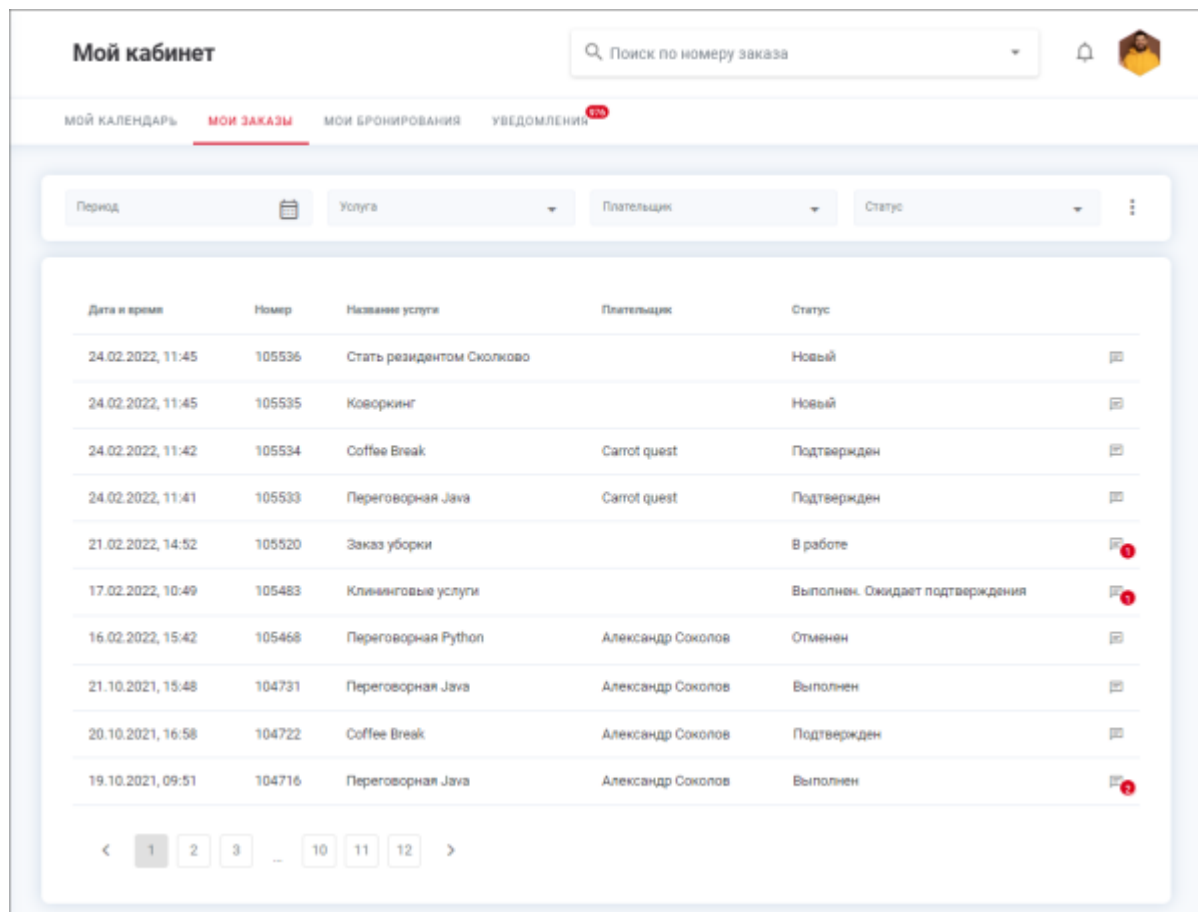 Мой кабинет
Поиск по номеру заказа
МОЙ КАЛЕНДАРЬ МОИ ЗАКАЗЫ МОИ БРОНИРОВАНИЯ УВЕДОМЛЕНИЯ 976
Период Услуга Плательщик Статус
Дата и время Номер Название услуги Плательщик Статус
24.02.2022, 11:45 105536 Стать резидентом Сколково Новый
24.02.2022, 11:45 105535 Коворкинг Новый
24.02.2022, 11:42 105534 Coffee Break Carrot quest Подтвержден
24.02.2022, 11:41 105533 Переговорная Java Carrot quest Подтвержден
21.02.2022, 14:52 105520 Заказ уборки В работе 1
17.02.2022, 10:49 105483 Клининговые услуги Выполнен. Ожидает подтверждения 1
16.02.2022, 15:42 105468 Переговорная Python Александр Соколов Отменен
21.10.2021, 15:48 104731 Переговорная Java Александр Соколов Выполнен
20.10.2021, 16:58 104722 Coffee Break Александр Соколов Подтвержден
19.10.2021, 09:51 104716 Переговорная Java Александр Соколов Выполнен 2
1 2 3 ... 10 11 12